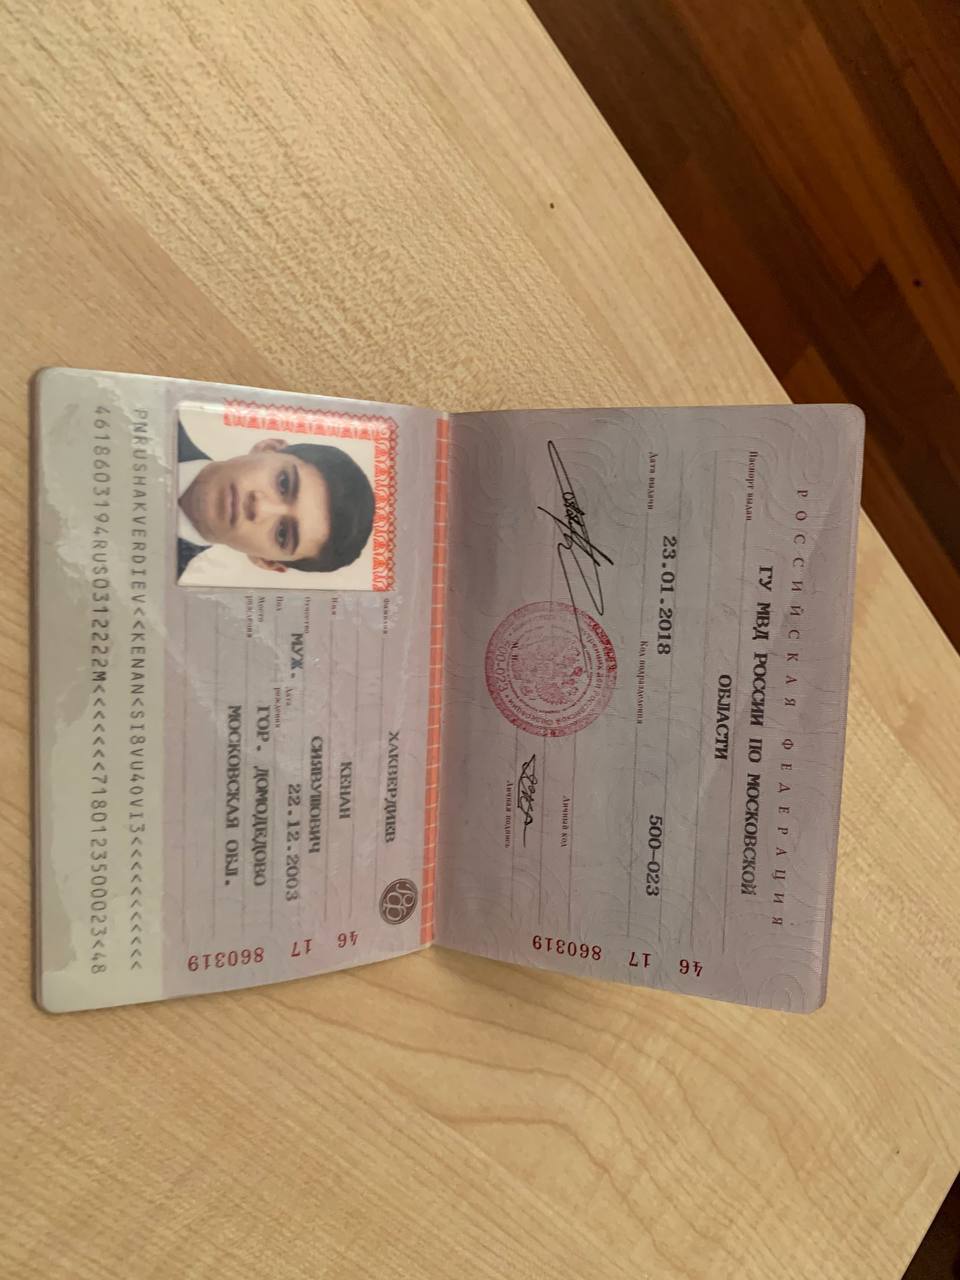 РОССИЙСКАЯ ФЕДЕРАЦИЯ
Паспорт выдан
ГУ МВД РОССИИ ПО МОСКОВСКОЙ
ОБЛАСТИ
Дата выдачи 23.01.2018 Код подразделения 500-023
Личный код
Личная подпись
46 17 860319
Фамилия
ХАКВЕРДИЕВ
Имя
КЕНАН
Отчество
СИЯВУШОВИЧ
Пол МУЖ. Дата рождения 22.12.2003
Место рождения
ГОР. ДОМОДЕДОВО
МОСКОВСКАЯ ОБЛ.
46 17 860319
PNRUSHAKVERDIEV<<KENAN<SI8VU4OVI3<<<<<<<<<<<
4618603194RUS0312222M<<<<<<<7180123500023<48